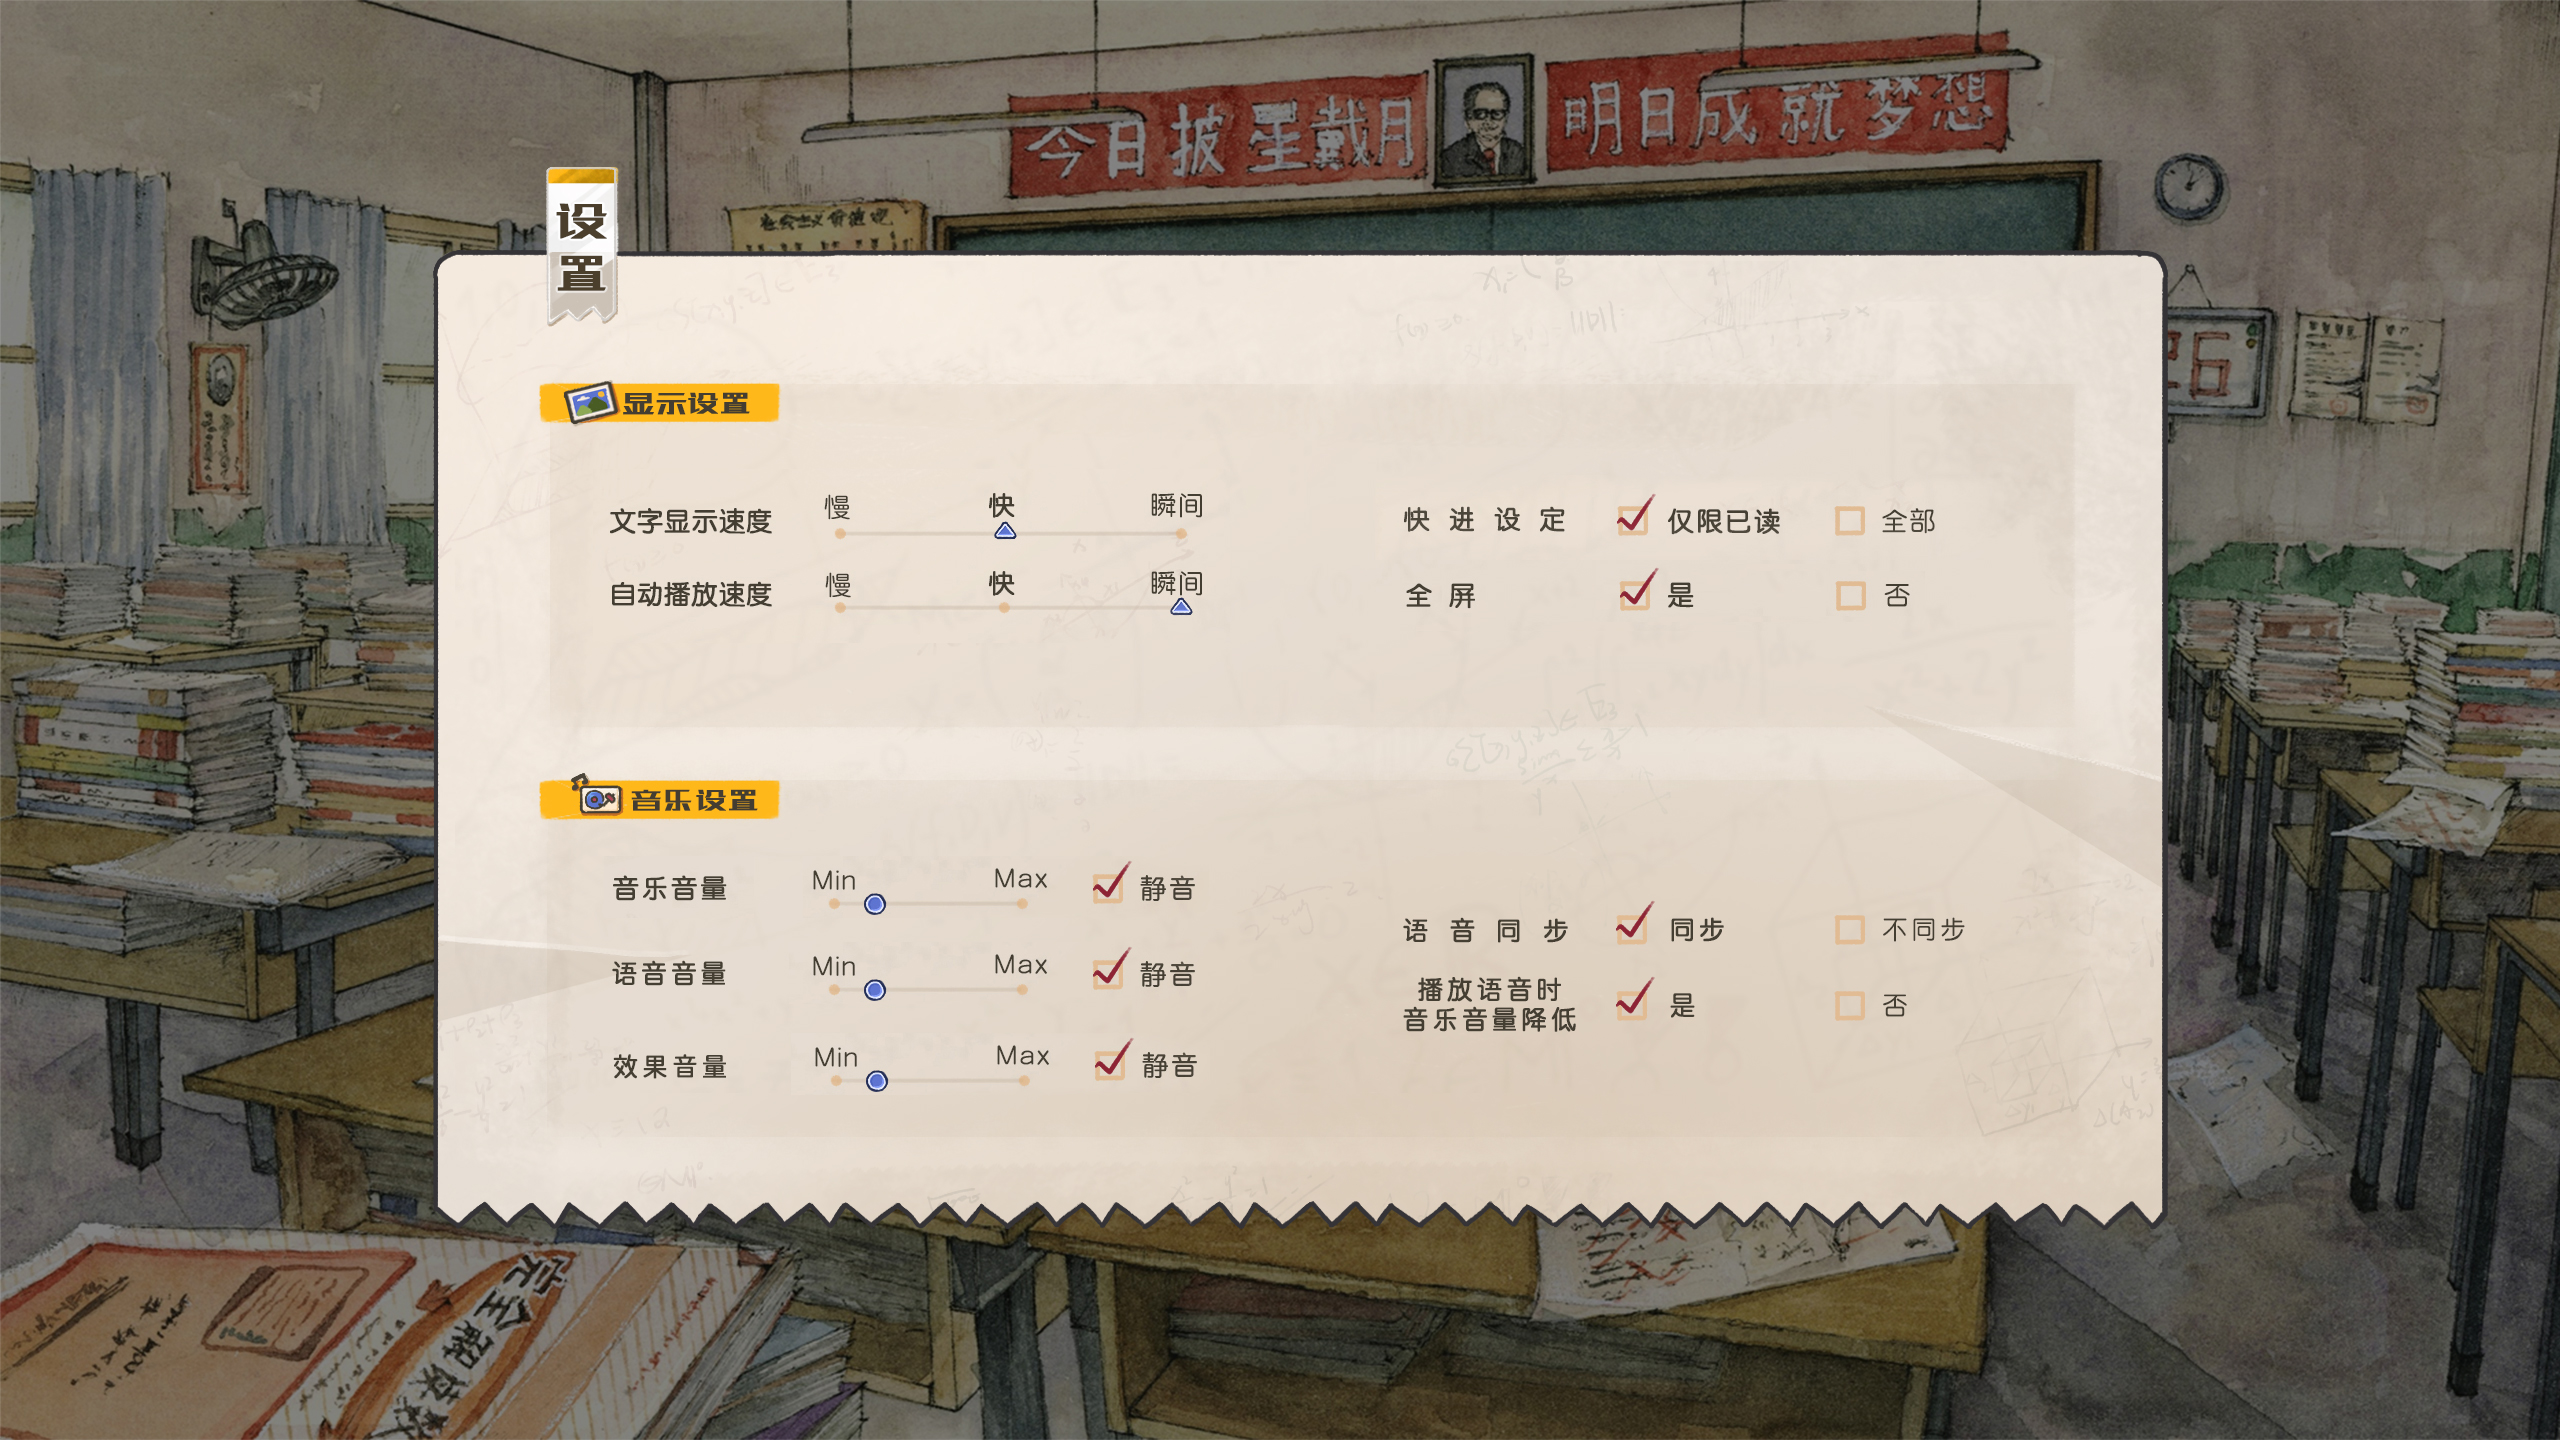 今日披星戴月 明日成就梦想
设置
26
显示设置
文字显示速度 慢 快 瞬间
快进设定 仅限已读 全部
自动播放速度 慢 快 瞬间
全屏 是 否
音乐设置
音乐音量 Min Max 静音
语音音量 Min Max 静音
效果音量 Min Max 静音
语音同步 同步 不同步
播放语音时
音乐音量降低 是 否